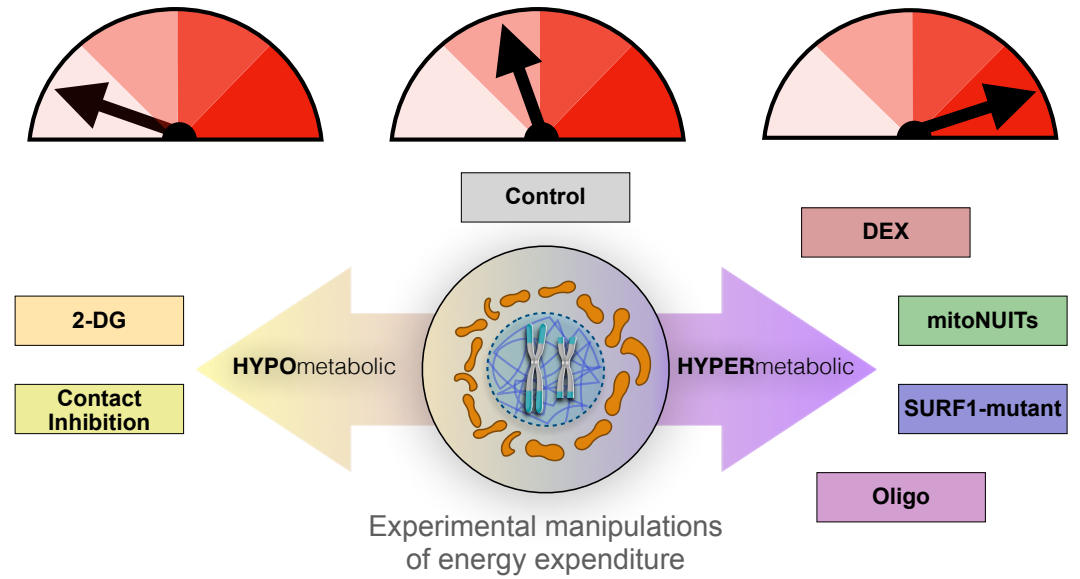 Control
DEX
2-DG
mitoNUITs
HYPOmetabolic
HYPERmetabolic
Contact
Inhibition
SURF1-mutant
Oligo
Experimental manipulations
of energy expenditure